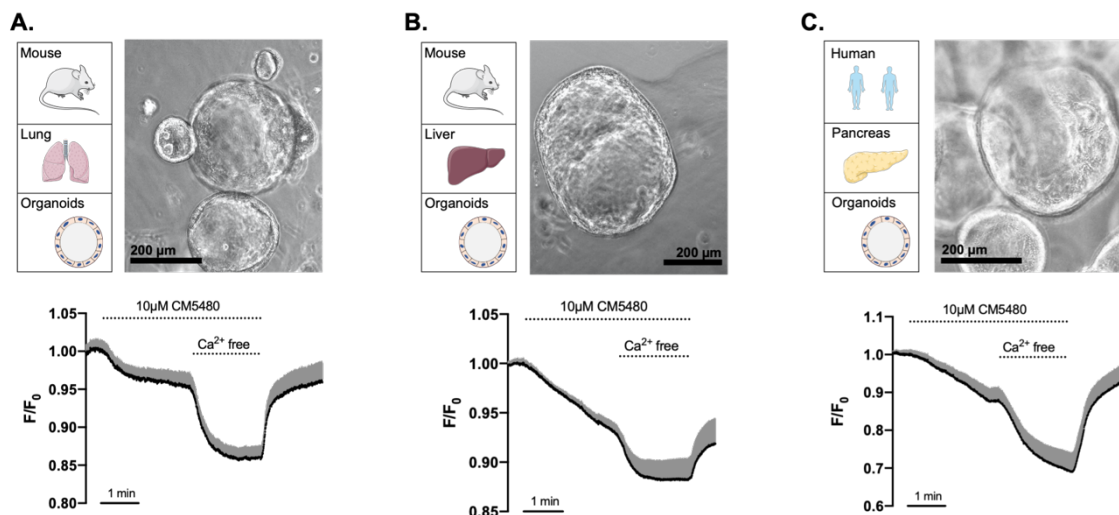 A.
Mouse
Lung
Organoids
200 µm
10µM CM5480
Ca²⁺ free
1.05
1.00
0.95
0.90
0.85
0.80
F/F₀
1 min
B.
Mouse
Liver
Organoids
200 µm
10µM CM5480
Ca²⁺ free
1.05
1.00
0.95
0.90
0.85
F/F₀
1 min
C.
Human
Pancreas
Organoids
200 µm
10µM CM5480
Ca²⁺ free
1.1
1.0
0.9
0.8
0.7
0.6
F/F₀
1 min